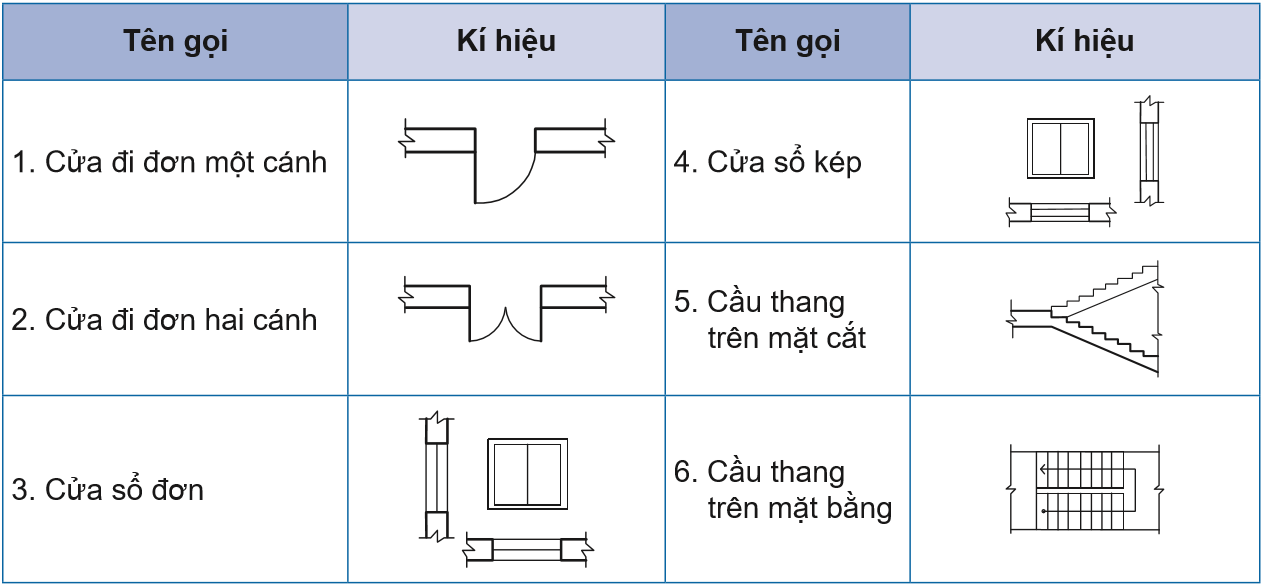 Tên gọi
Kí hiệu
Tên gọi
Kí hiệu
1. Cửa đi đơn một cánh
4. Cửa sổ kép
2. Cửa đi đơn hai cánh
5. Cầu thang
trên mặt cắt
3. Cửa sổ đơn
6. Cầu thang
trên mặt bằng